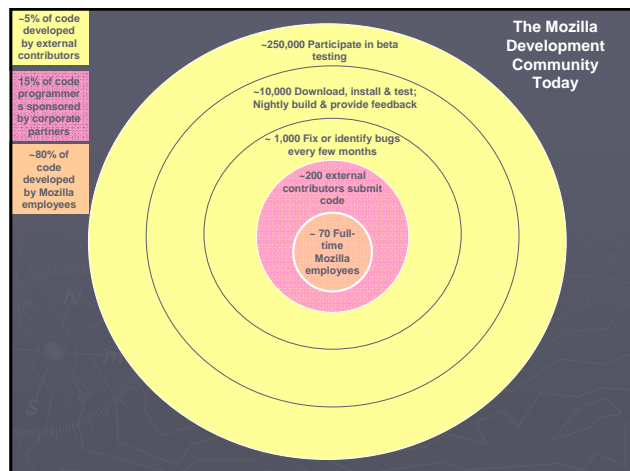 ~5% of code
developed
by external
contributors
15% of code
programmer
s sponsored
by corporate
partners
~80% of
code
developed
by Mozilla
employees
The Mozilla
Development
Community
Today
~250,000 Participate in beta
testing
~10,000 Download, install & test;
Nightly build & provide feedback
~ 1,000 Fix or identify bugs
every few months
~200 external
contributors submit
code
~ 70 Full-
time
Mozilla
employees
N
m
S